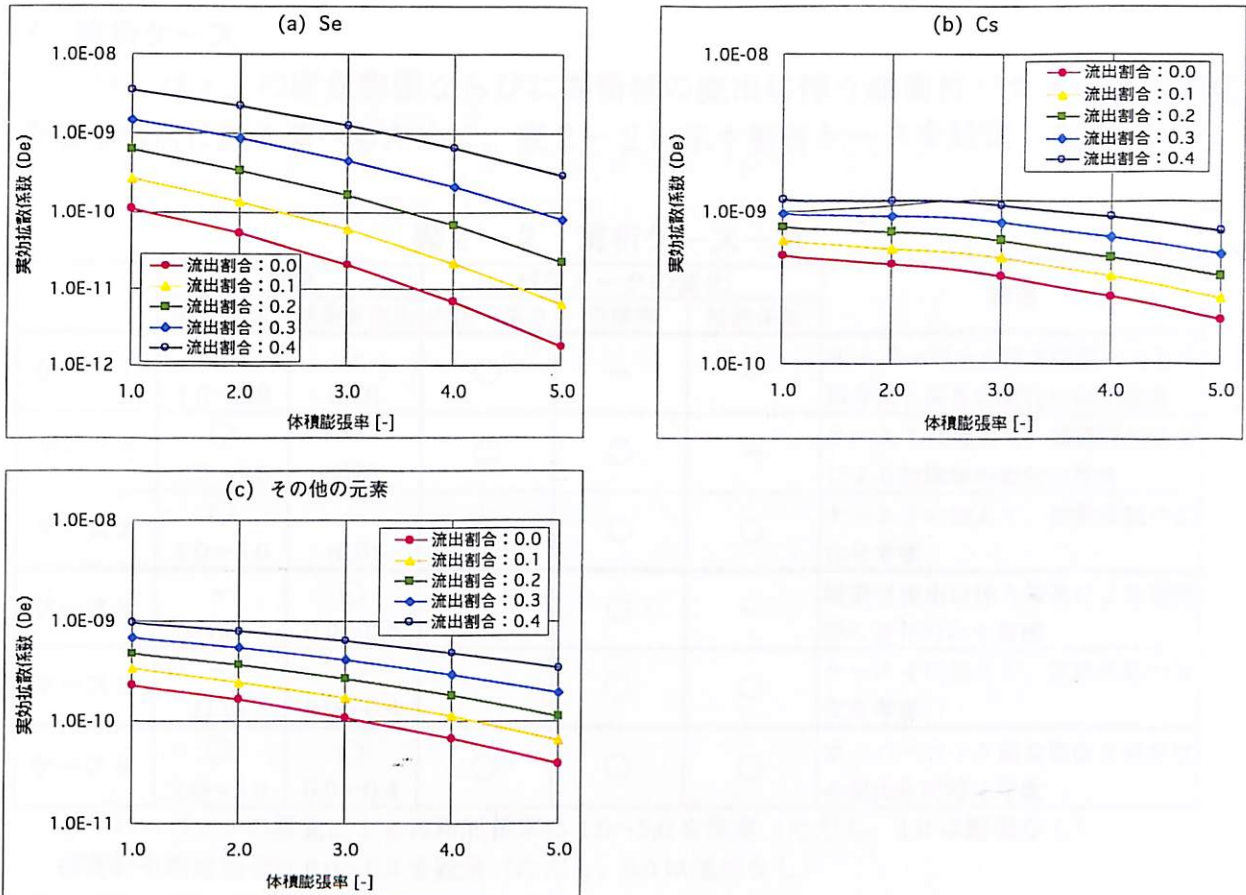 (a) Se
1.0E-08
1.0E-09
1.0E-10
1.0E-11
1.0E-12
実効拡散係数 (De)
流出割合：0.0
流出割合：0.1
流出割合：0.2
流出割合：0.3
流出割合：0.4
1.0 2.0 3.0 4.0 5.0
体積膨張率 [-]
(b) Cs
1.0E-08
1.0E-09
1.0E-10
実効拡散係数 (De)
流出割合：0.0
流出割合：0.1
流出割合：0.2
流出割合：0.3
流出割合：0.4
1.0 2.0 3.0 4.0 5.0
体積膨張率 [-]
(c) その他の元素
1.0E-08
1.0E-09
1.0E-10
1.0E-11
実効拡散係数 (De)
流出割合：0.0
流出割合：0.1
流出割合：0.2
流出割合：0.3
流出割合：0.4
1.0 2.0 3.0 4.0 5.0
体積膨張率 [-]